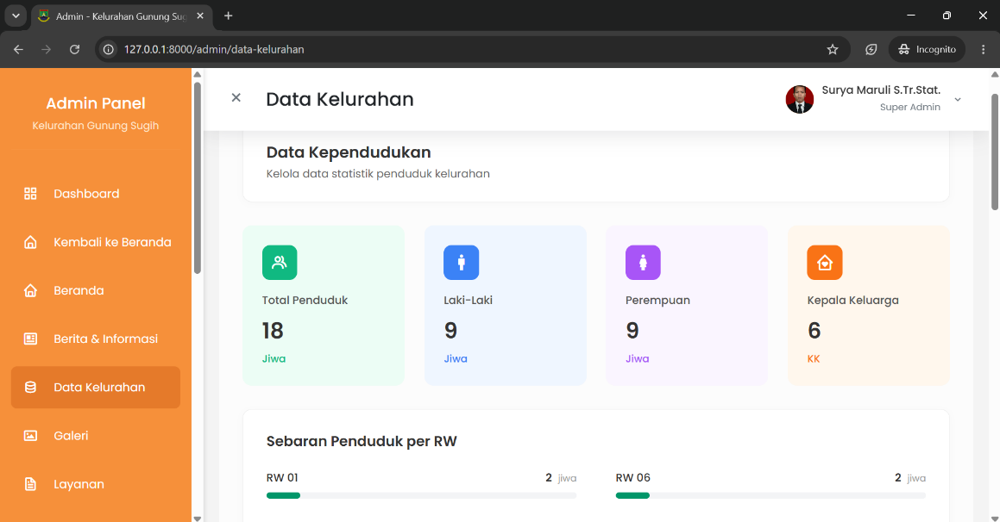 Admin - Kelurahan Gunung Sug
127.0.0.1:8000/admin/data-kelurahan
Incognito
Admin Panel
Kelurahan Gunung Sugih
Dashboard
Kembali ke Beranda
Beranda
Berita & Informasi
Data Kelurahan
Galeri
Layanan
Data Kelurahan
Surya Maruli S.Tr.Stat.
Super Admin
Data Kependudukan
Kelola data statistik penduduk kelurahan
Total Penduduk
18
Jiwa
Laki-Laki
9
Jiwa
Perempuan
9
Jiwa
Kepala Keluarga
6
KK
Sebaran Penduduk per RW
RW 01 2 jiwa
RW 06 2 jiwa